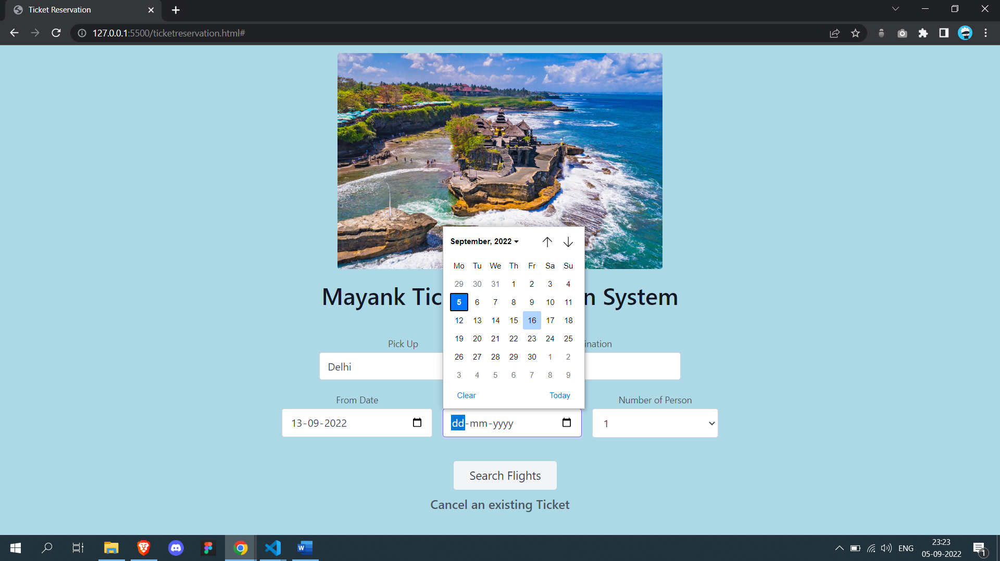 Ticket Reservation
127.0.0.1:5500/ticketreservation.html#
September, 2022
Mo Tu We Th Fr Sa Su
29 30 31 1 2 3 4
5 6 7 8 9 10 11
12 13 14 15 16 17 18
19 20 21 22 23 24 25
26 27 28 29 30 1 2
3 4 5 6 7 8 9
Clear Today
Mayank Tic n System
Pick Up ination
Delhi
From Date Number of Person
13-09-2022 dd-mm-yyyy 1
Search Flights
Cancel an existing Ticket
ENG 23:23
05-09-2022 1